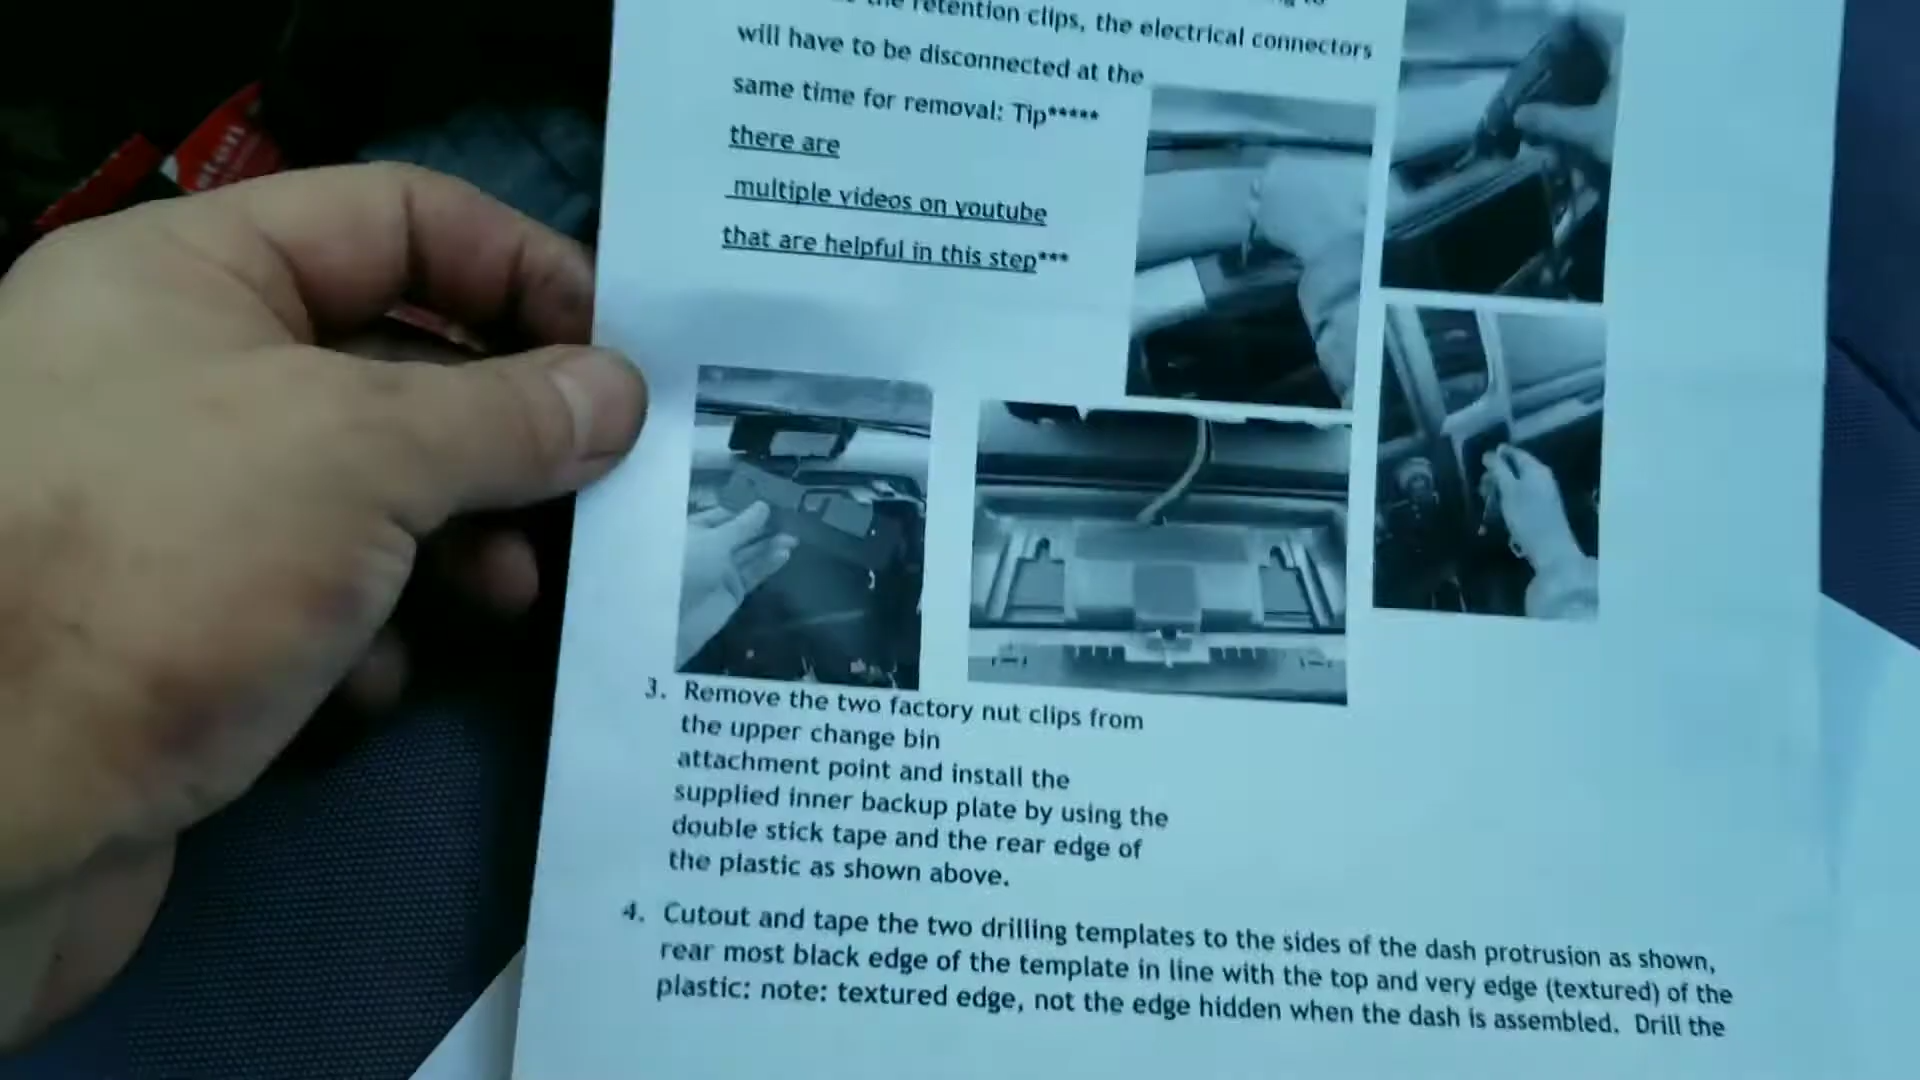 retention clips, the electrical connectors
will have to be disconnected at the
same time for removal: Tip*****
there are
multiple videos on youtube
that are helpful in this step***
3. Remove the two factory nut clips from
the upper change bin
attachment point and install the
supplied inner backup plate by using the
double stick tape and the rear edge of
the plastic as shown above.
4. Cutout and tape the two drilling templates to the sides of the dash protrusion as shown,
rear most black edge of the template in line with the top and very edge (textured) of the
plastic: note: textured edge, not the edge hidden when the dash is assembled. Drill the